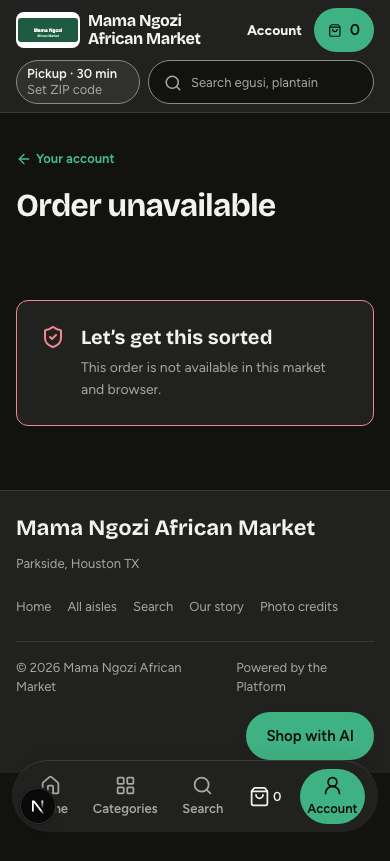 Mama Ngozi
Mama Ngozi
African Market
Account
0
Pickup · 30 min
Set ZIP code
Search egusi, plantain
Your account
Order unavailable
Let's get this sorted
This order is not available in this market
and browser.
Mama Ngozi African Market
Parkside, Houston TX
Home All aisles Search Our story Photo credits
© 2026 Mama Ngozi African
Market
Powered by the
Platform
Shop with AI
N
Categories
Search
0
Account